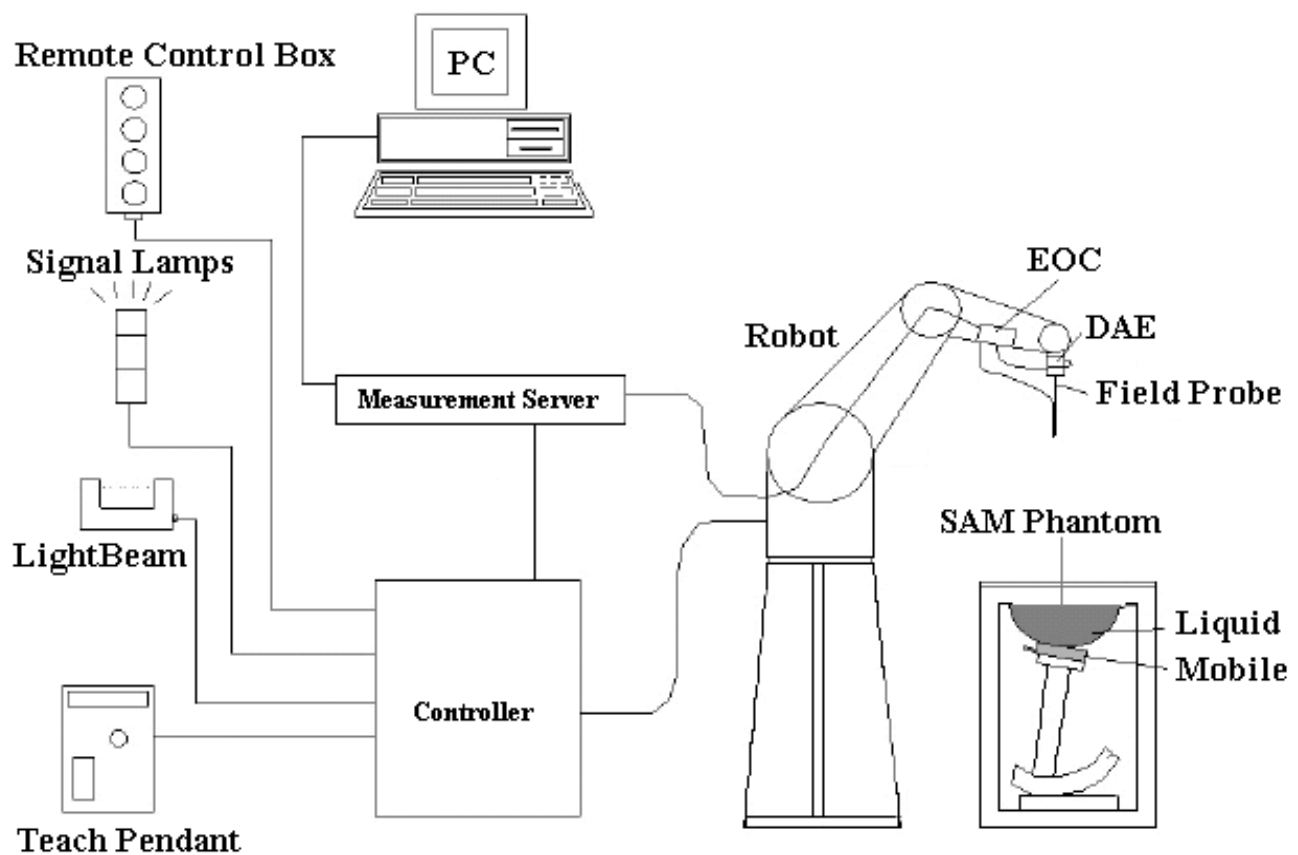 Remote Control Box
PC
Signal Lamps
EOC
Robot
DAE
Field Probe
Measurement Server
LightBeam
SAM Phantom
Liquid
Mobile
Controller
Teach Pendant